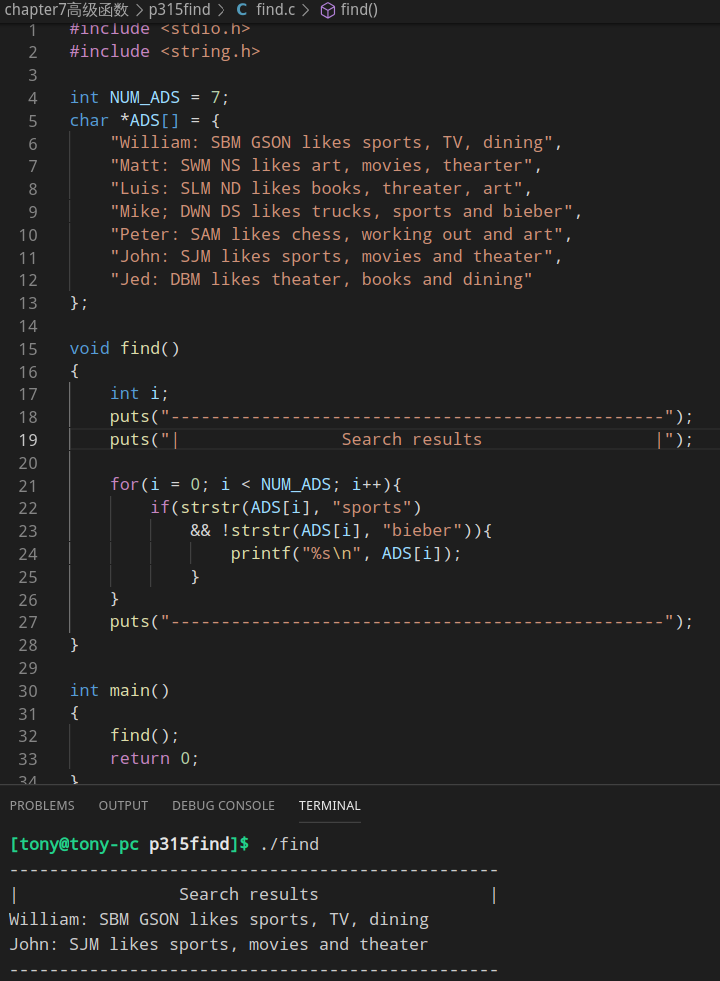 chapter7高级函数 > p315find > C find.c > find()
1 #include <stdio.h>
2 #include <string.h>
3
4 int NUM_ADS = 7;
5 char *ADS[] = {
6     "William: SBM GSON likes sports, TV, dining",
7     "Matt: SWM NS likes art, movies, thearter",
8     "Luis: SLM ND likes books, threater, art",
9     "Mike; DWN DS likes trucks, sports and bieber",
10     "Peter: SAM likes chess, working out and art",
11     "John: SJM likes sports, movies and theater",
12     "Jed: DBM likes theater, books and dining"
13 };
14
15 void find()
16 {
17     int i;
18     puts("-------------------------------------------------");
19     puts("|                Search results                 |");
20
21     for(i = 0; i < NUM_ADS; i++){
22         if(strstr(ADS[i], "sports")
23             && !strstr(ADS[i], "bieber")){
24                 printf("%s\n", ADS[i]);
25             }
26     }
27     puts("-------------------------------------------------");
28 }
29
30 int main()
31 {
32     find();
33     return 0;
34 }
PROBLEMS OUTPUT DEBUG CONSOLE TERMINAL
[tony@tony-pc p315find]$ ./find
-------------------------------------------------
|                Search results                 |
William: SBM GSON likes sports, TV, dining
John: SJM likes sports, movies and theater
-------------------------------------------------